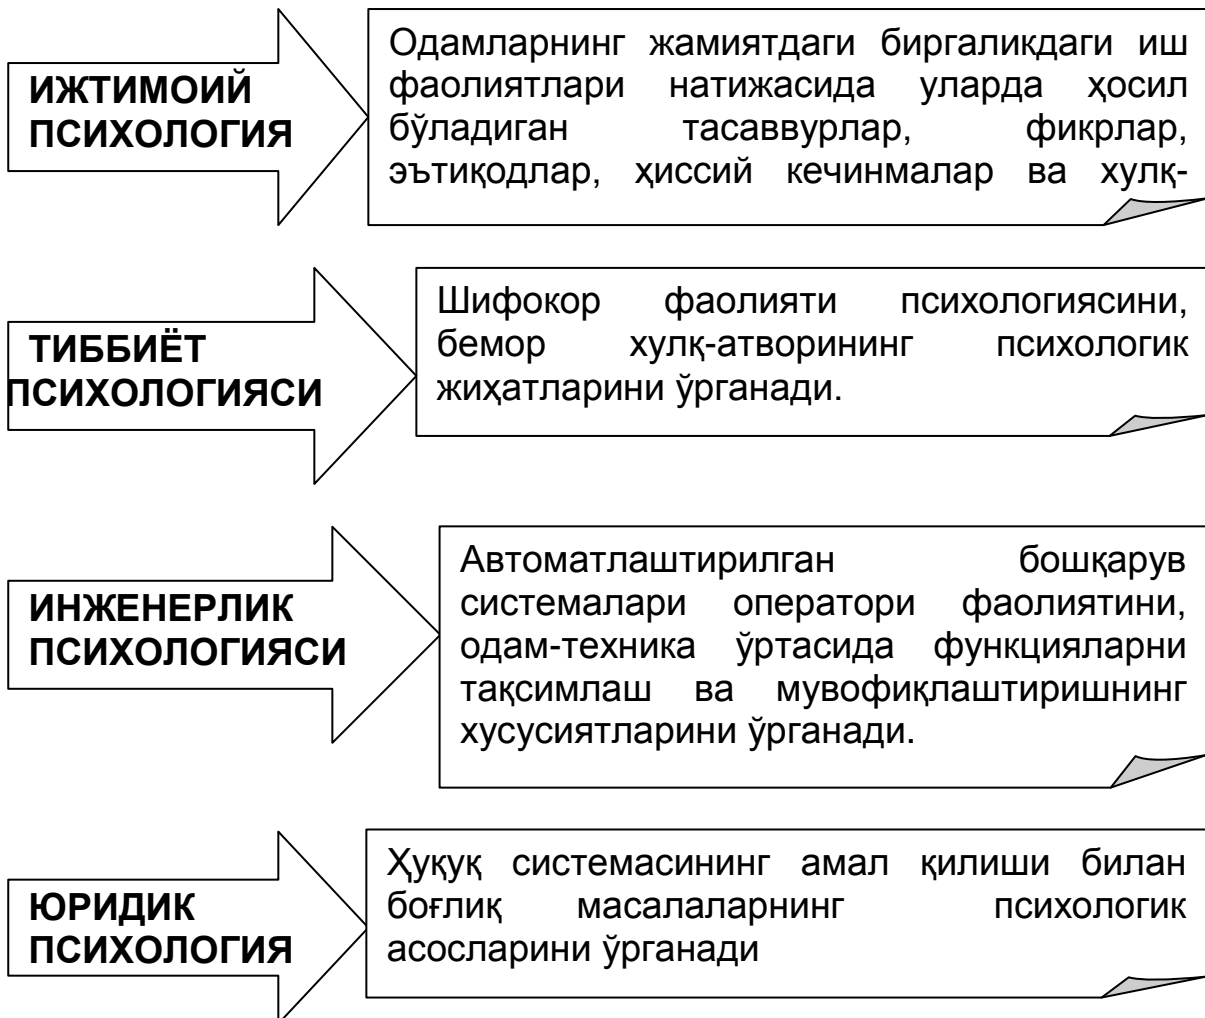 ИЖТИМОИЙ
ПСИХОЛОГИЯ
Одамларнинг жамиятдаги биргаликдаги иш
фаолиятлари натижасида уларда ҳосил
бўладиган тасаввурлар, фикрлар,
эътиқодлар, ҳиссий кечинмалар ва хулқ-
ТИББИЁТ
ПСИХОЛОГИЯСИ
Шифокор фаолияти психологиясини,
бемор хулқ-атворининг психологик
жиҳатларини ўрганади.
ИНЖЕНЕРЛИК
ПСИХОЛОГИЯСИ
Автоматлаштирилган бошқарув
системалари оператори фаолиятини,
одам-техника ўртасида функцияларни
тақсимлаш ва мувофиқлаштиришнинг
хусусиятларини ўрганади.
ЮРИДИК
ПСИХОЛОГИЯ
Ҳуқуқ системасининг амал қилиши билан
боғлиқ масалаларнинг психологик
асосларини ўрганади